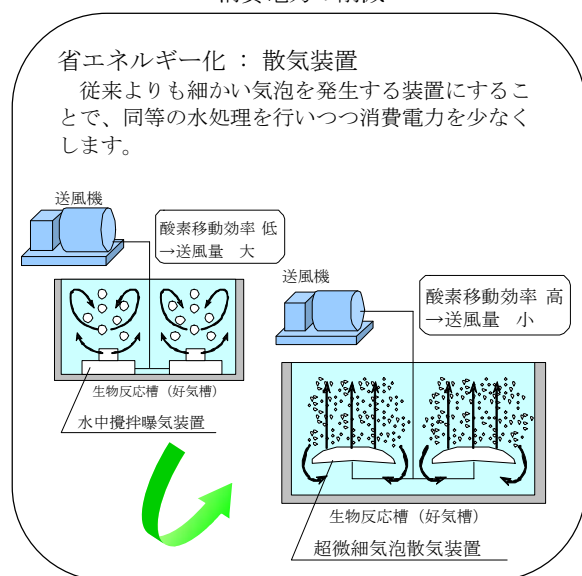 省エネルギー化 ： 散気装置
従来よりも細かい気泡を発生する装置にするこ
とで、同等の水処理を行いつつ消費電力を少なく
します。
送風機
酸素移動効率 低
→送風量　大
生物反応槽（好気槽）
水中攪拌曝気装置
送風機
酸素移動効率 高
→送風量　小
生物反応槽（好気槽）
超微細気泡散気装置